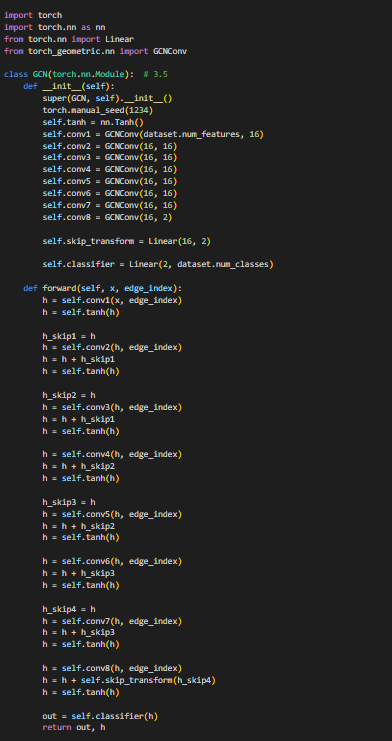 import torch
import torch.nn as nn
from torch.nn import Linear
from torch_geometric.nn import GCNConv

class GCN(torch.nn.Module):  # 3.5
    def __init__(self):
        super(GCN, self).__init__()
        torch.manual_seed(1234)
        self.tanh = nn.Tanh()
        self.conv1 = GCNConv(dataset.num_features, 16)
        self.conv2 = GCNConv(16, 16)
        self.conv3 = GCNConv(16, 16)
        self.conv4 = GCNConv(16, 16)
        self.conv5 = GCNConv(16, 16)
        self.conv6 = GCNConv(16, 16)
        self.conv7 = GCNConv(16, 16)
        self.conv8 = GCNConv(16, 2)

        self.skip_transform = Linear(16, 2)

        self.classifier = Linear(2, dataset.num_classes)

    def forward(self, x, edge_index):
        h = self.conv1(x, edge_index)
        h = self.tanh(h)

        h_skip1 = h
        h = self.conv2(h, edge_index)
        h = h + h_skip1
        h = self.tanh(h)

        h_skip2 = h
        h = self.conv3(h, edge_index)
        h = h + h_skip1
        h = self.tanh(h)

        h = self.conv4(h, edge_index)
        h = h + h_skip2
        h = self.tanh(h)

        h_skip3 = h
        h = self.conv5(h, edge_index)
        h = h + h_skip2
        h = self.tanh(h)

        h = self.conv6(h, edge_index)
        h = h + h_skip3
        h = self.tanh(h)

        h_skip4 = h
        h = self.conv7(h, edge_index)
        h = h + h_skip3
        h = self.tanh(h)

        h = self.conv8(h, edge_index)
        h = h + self.skip_transform(h_skip4)
        h = self.tanh(h)

        out = self.classifier(h)
        return out, h